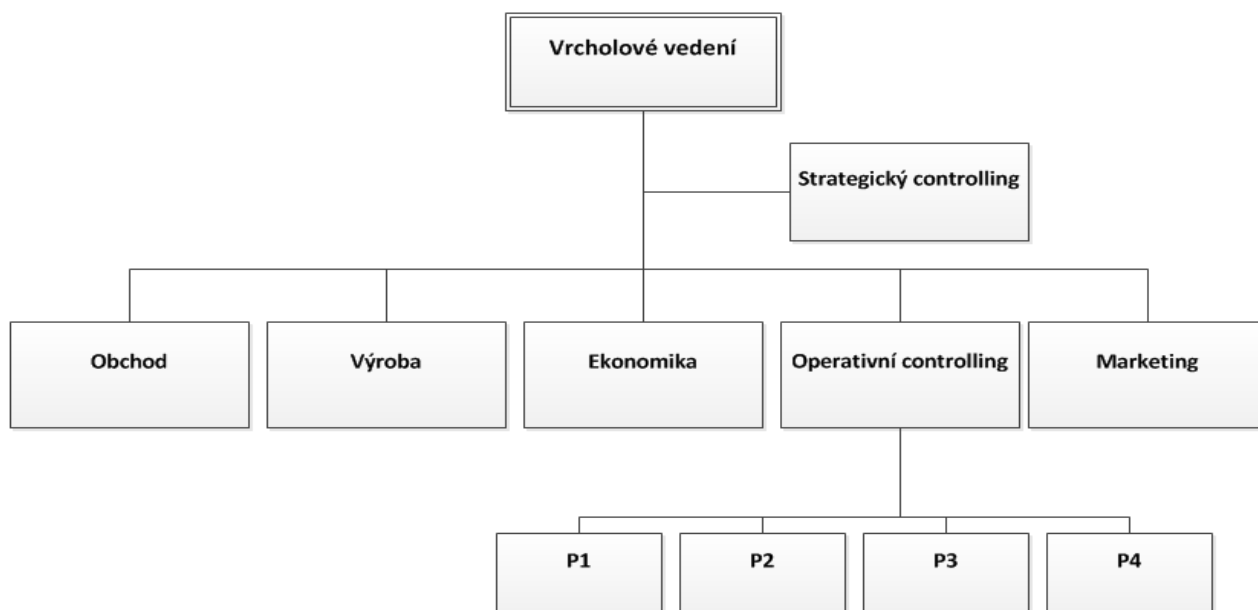 Vrcholové vedení
Strategický controlling
Obchod
Výroba
Ekonomika
Operativní controlling
Marketing
P1
P2
P3
P4